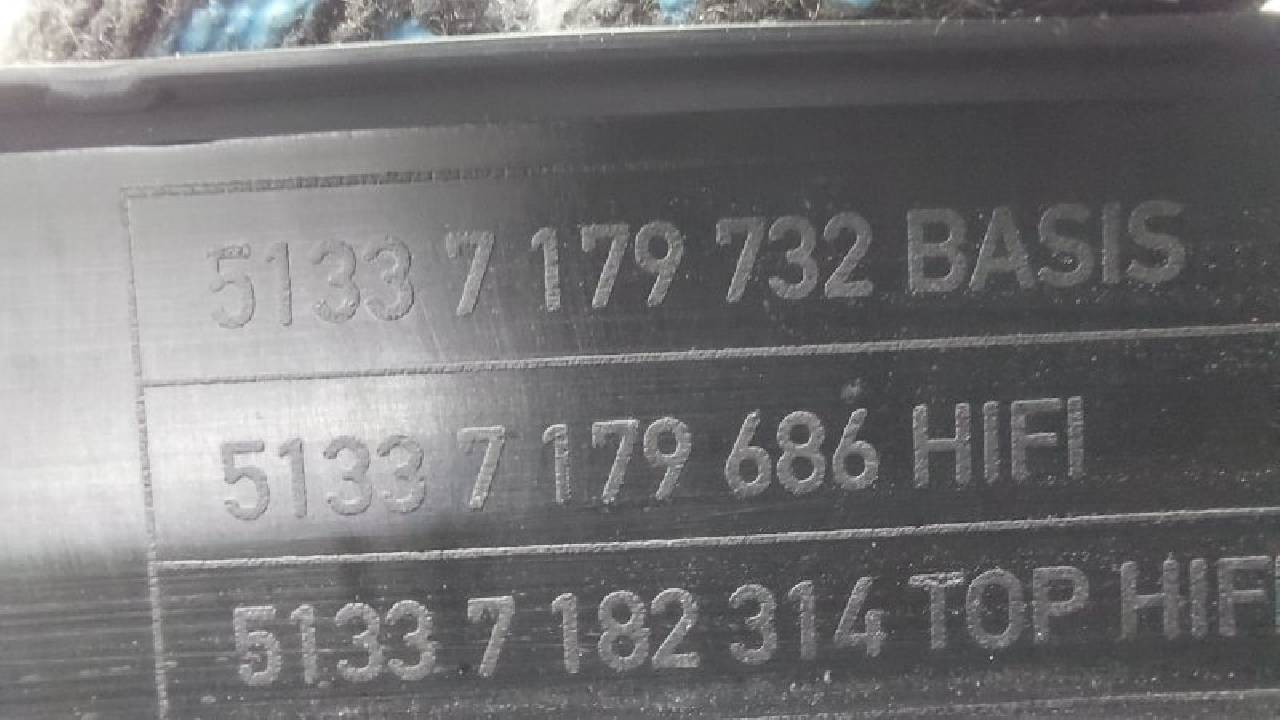 5133 7 179 732 BASIS
5133 7 179 686 HIFI
5133 7 182 314 TOP HIFI